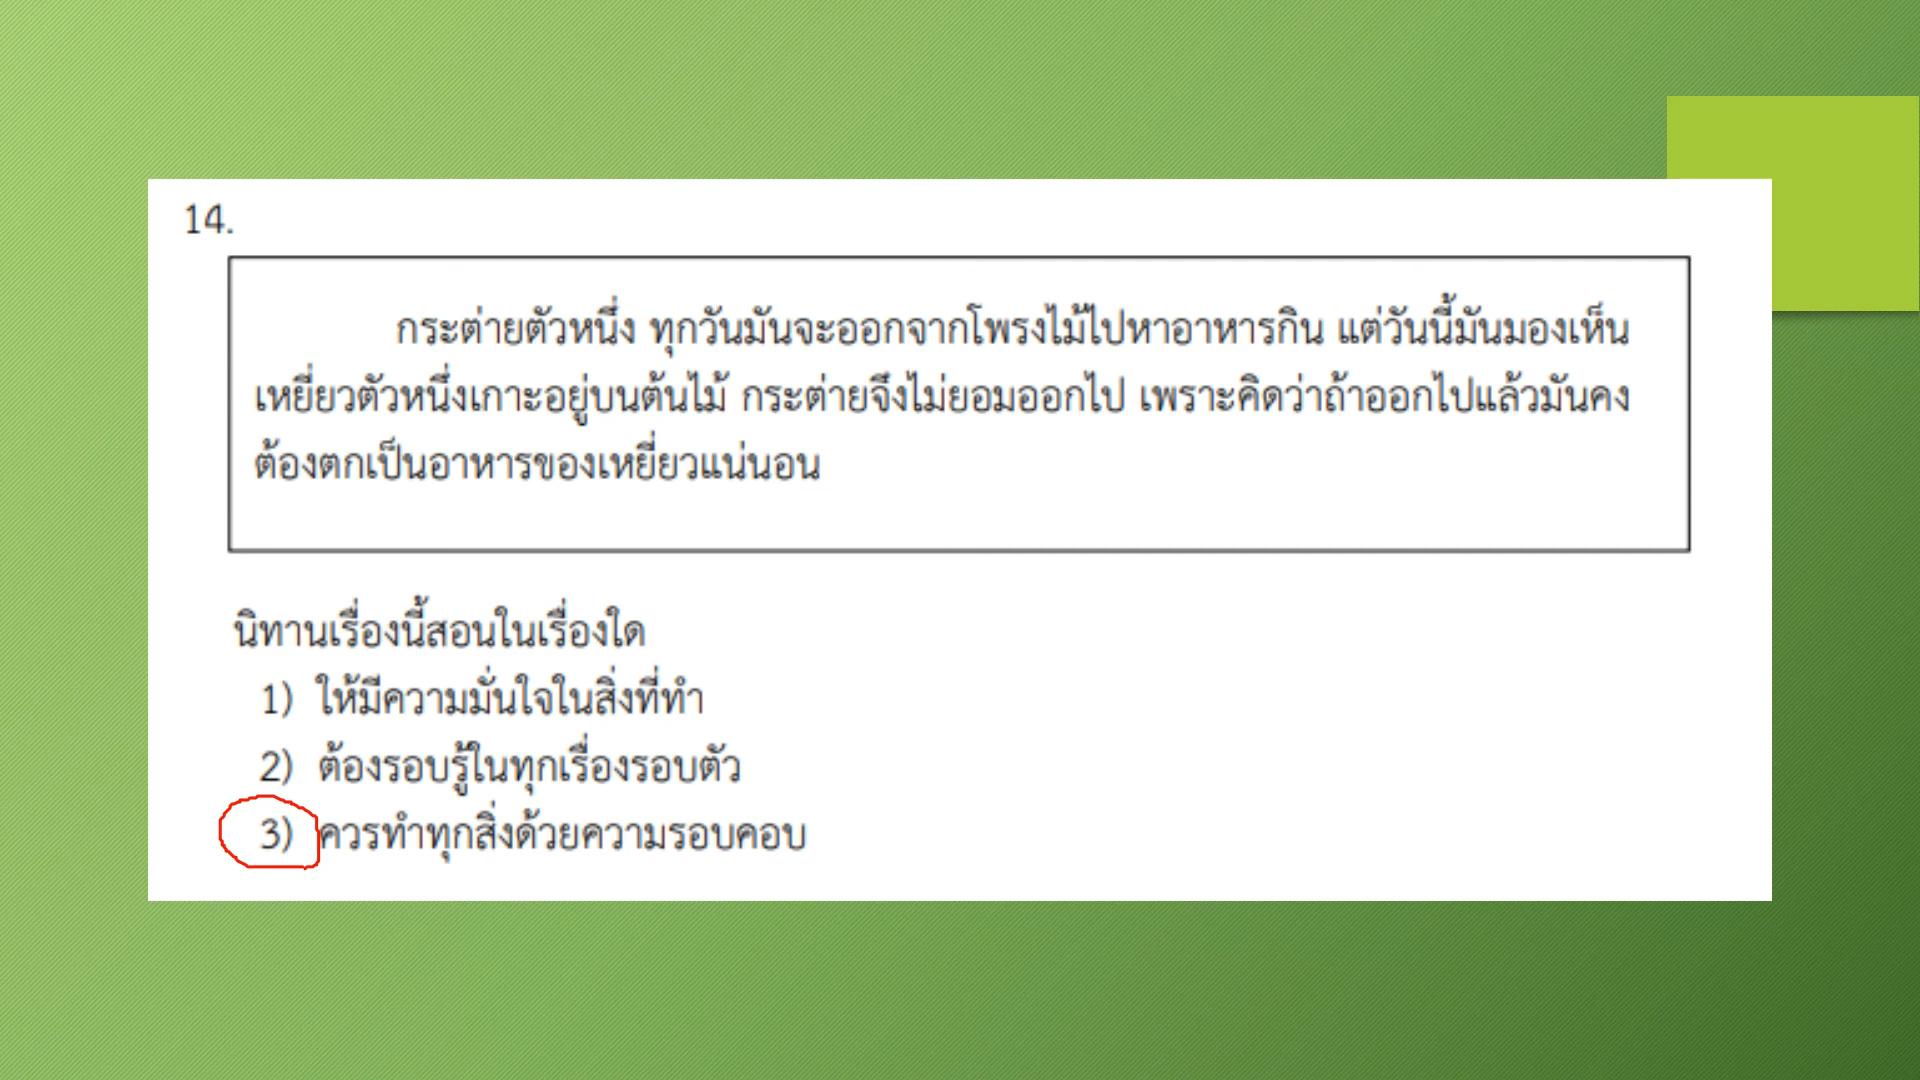 14.
กระต่ายตัวหนึ่ง ทุกวันมันจะออกจากโพรงไม้ไปหาอาหารกิน แต่วันนี้มันมองเห็น
เหยี่ยวตัวหนึ่งเกาะอยู่บนต้นไม้ กระต่ายจึงไม่ยอมออกไป เพราะคิดว่าถ้าออกไปแล้วมันคง
ต้องตกเป็นอาหารของเหยี่ยวแน่นอน
นิทานเรื่องนี้สอนในเรื่องใด
1) ให้มีความมั่นใจในสิ่งที่ทำ
2) ต้องรอบรู้ในทุกเรื่องรอบตัว
3) ควรทำทุกสิ่งด้วยความรอบคอบ